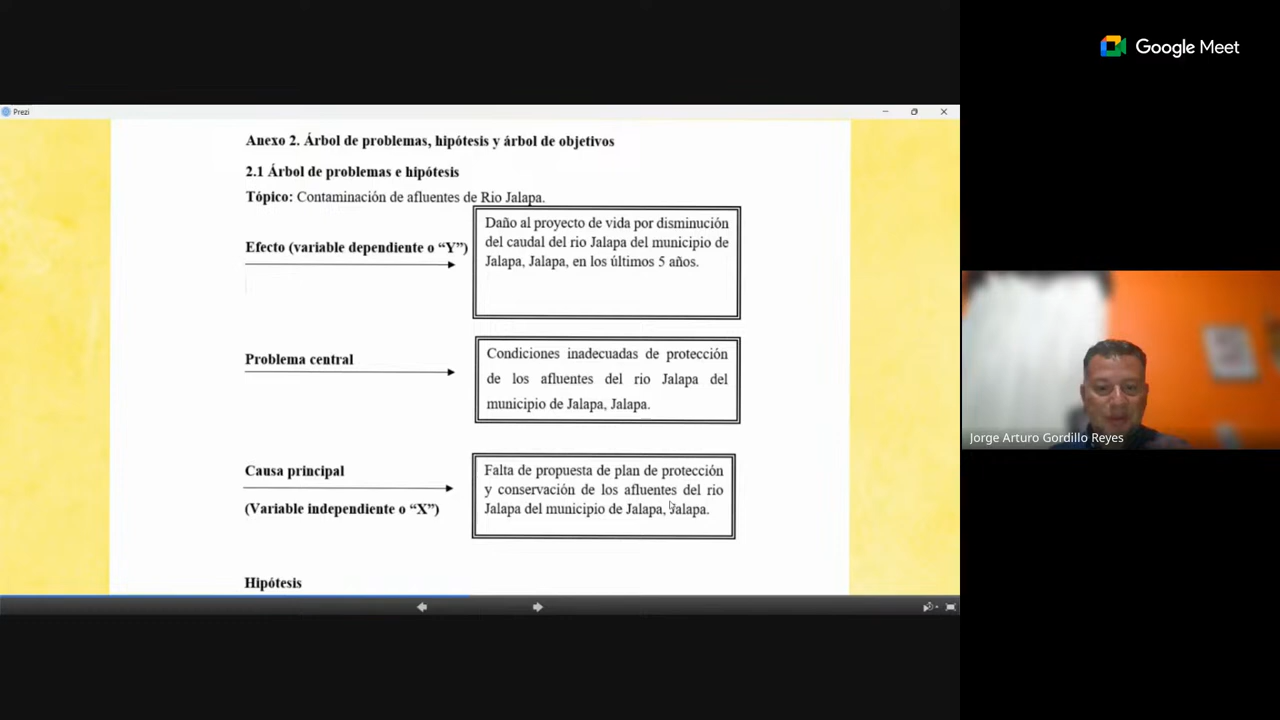 Google Meet
Prezi
Anexo 2. Árbol de problemas, hipótesis y árbol de objetivos
2.1 Árbol de problemas e hipótesis
Tópico: Contaminación de afluentes de Rio Jalapa.
Efecto (variable dependiente o “Y”)
Daño al proyecto de vida por disminución
del caudal del rio Jalapa del municipio de
Jalapa, Jalapa, en los últimos 5 años.
Problema central
Condiciones inadecuadas de protección
de los afluentes del rio Jalapa del
municipio de Jalapa, Jalapa.
Causa principal
(Variable independiente o “X”)
Falta de propuesta de plan de protección
y conservación de los afluentes del rio
Jalapa del municipio de Jalapa, Jalapa.
Hipótesis
Jorge Arturo Gordillo Reyes